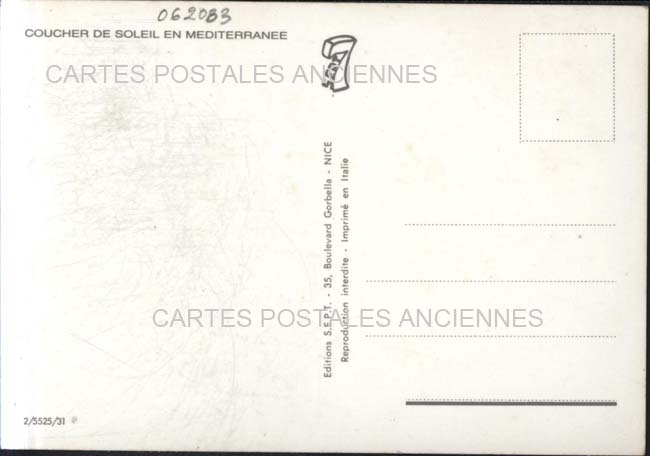 062083
COUCHER DE SOLEIL EN MEDITERRANEE
CARTES POSTALES ANCIENNES
SEPT
Editions S.E.P.T. - 35, Boulevard Gorbella - NICE
Reproduction interdite - Imprimé en Italie
CARTES POSTALES ANCIENNES
2/5525/31